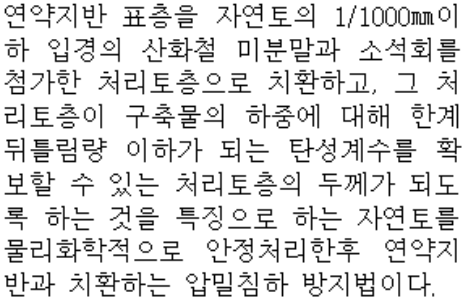 연약지반 표층을 자연토의 1/1000㎜이
하 입경의 산화철 미분말과 소석회를
첨가한 처리토층으로 치환하고, 그 처
리토층이 구축물의 하중에 대해 한계
뒤틀림량 이하가 되는 탄성계수를 확
보할 수 있는 처리토층의 두께가 되도
록 하는 것을 특징으로 하는 자연토를
물리화학적으로 안정처리한후 연약지
반과 치환하는 압밀침하 방지법이다.